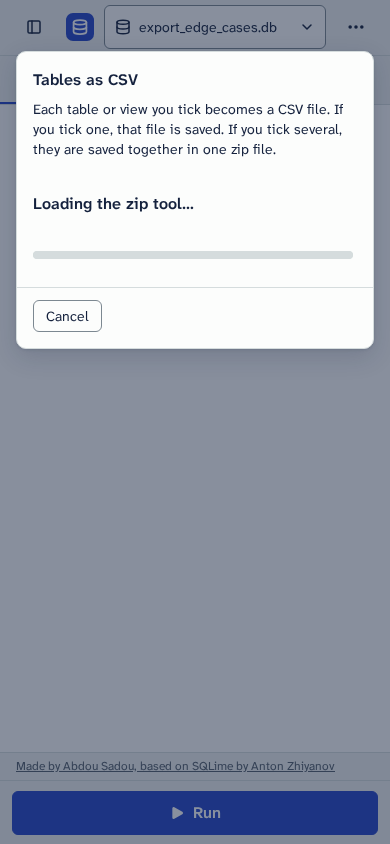 export_edge_cases.db
Tables as CSV
Each table or view you tick becomes a CSV file. If
you tick one, that file is saved. If you tick several,
they are saved together in one zip file.
Loading the zip tool...
Cancel
Made by Abdou Sadou, based on SQLime by Anton Zhiyanov
Run